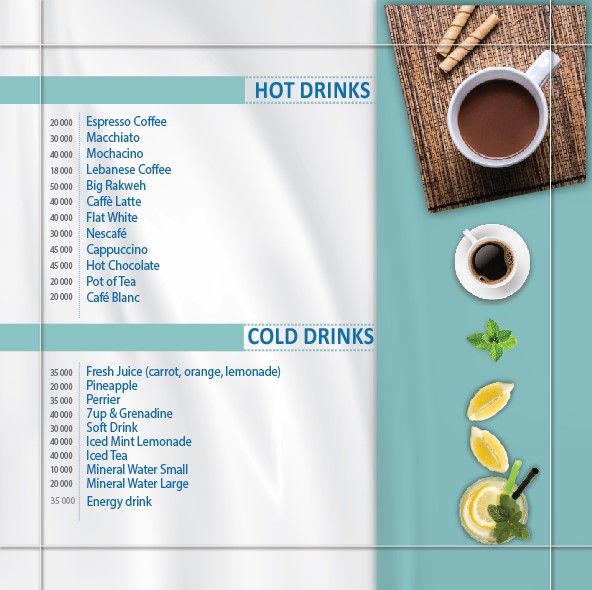 HOT DRINKS
20 000 Espresso Coffee
30 000 Macchiato
40 000 Mochacino
18 000 Lebanese Coffee
50 000 Big Rakweh
40 000 Caffè Latte
40 000 Flat White
30 000 Nescafé
45 000 Cappuccino
45 000 Hot Chocolate
20 000 Pot of Tea
20 000 Café Blanc
COLD DRINKS
35 000 Fresh Juice (carrot, orange, lemonade)
20 000 Pineapple
35 000 Perrier
40 000 7up & Grenadine
30 000 Soft Drink
40 000 Iced Mint Lemonade
40 000 Iced Tea
10 000 Mineral Water Small
20 000 Mineral Water Large
35 000 Energy drink